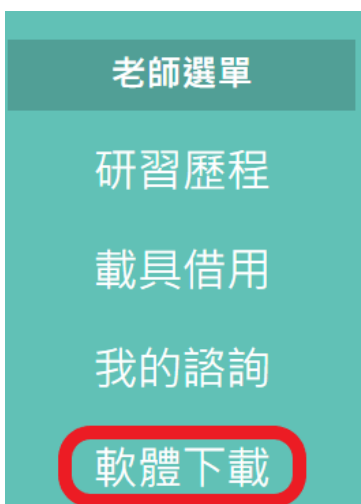 老師選單
研習歷程
載具借用
我的諮詢
軟體下載